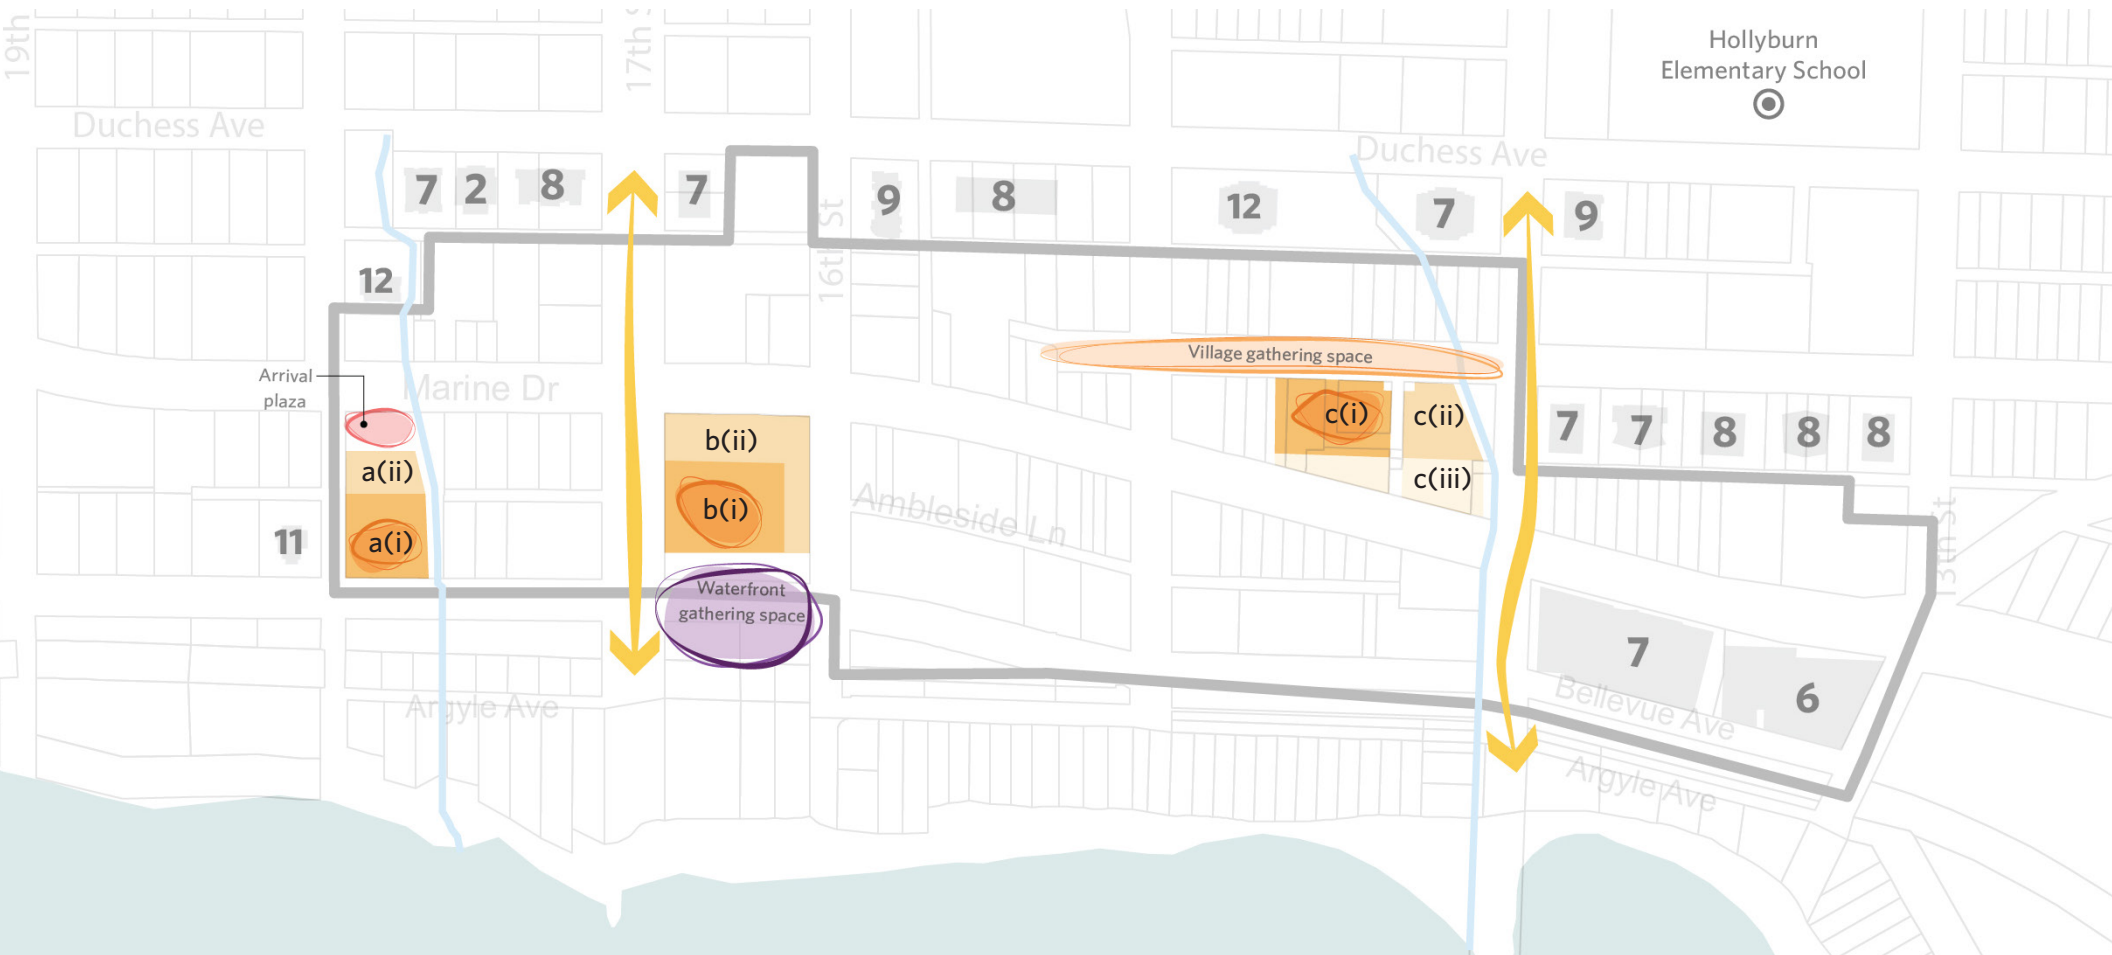 19th
17th S
Hollyburn
Elementary School
Duchess Ave
Duchess Ave
7
2
8
7
16th St
9
8
12
7
9
12
Village gathering space
Arrival
plaza
Marine Dr
c(i)
c(ii)
c(iii)
7
7
8
8
8
a(ii)
a(i)
11
b(ii)
b(i)
Ambleside Ln
13th St
Waterfront
gathering space
7
6
Bellevue Ave
Argyle Ave
Argyle Ave